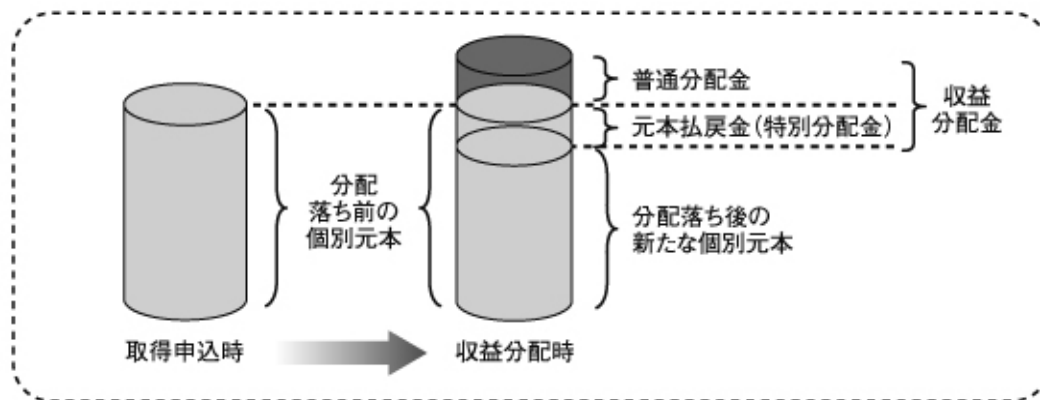 普通分配金
元本払戻金(特別分配金)
収益
分配金
分配
落ち前の
個別元本
分配落ち後の
新たな個別元本
取得申込時
収益分配時